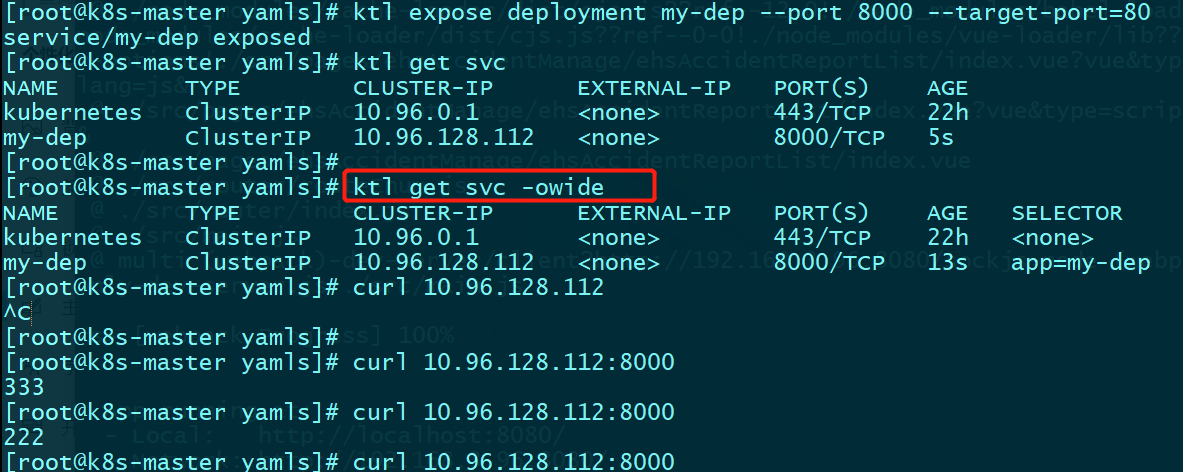 [root@k8s-master yamls]# ktl expose deployment my-dep --port 8000 --target-port=80
service/my-dep exposed
[root@k8s-master yamls]# ktl get svc
NAME TYPE CLUSTER-IP EXTERNAL-IP PORT(S) AGE
kubernetes ClusterIP 10.96.0.1 <none> 443/TCP 22h
my-dep ClusterIP 10.96.128.112 <none> 8000/TCP 5s
[root@k8s-master yamls]#
[root@k8s-master yamls]# ktl get svc -owide
NAME TYPE CLUSTER-IP EXTERNAL-IP PORT(S) AGE SELECTOR
kubernetes ClusterIP 10.96.0.1 <none> 443/TCP 22h <none>
my-dep ClusterIP 10.96.128.112 <none> 8000/TCP 13s app=my-dep
[root@k8s-master yamls]# curl 10.96.128.112
^C
[root@k8s-master yamls]#
[root@k8s-master yamls]# curl 10.96.128.112:8000
333
[root@k8s-master yamls]# curl 10.96.128.112:8000
222
[root@k8s-master yamls]# curl 10.96.128.112:8000